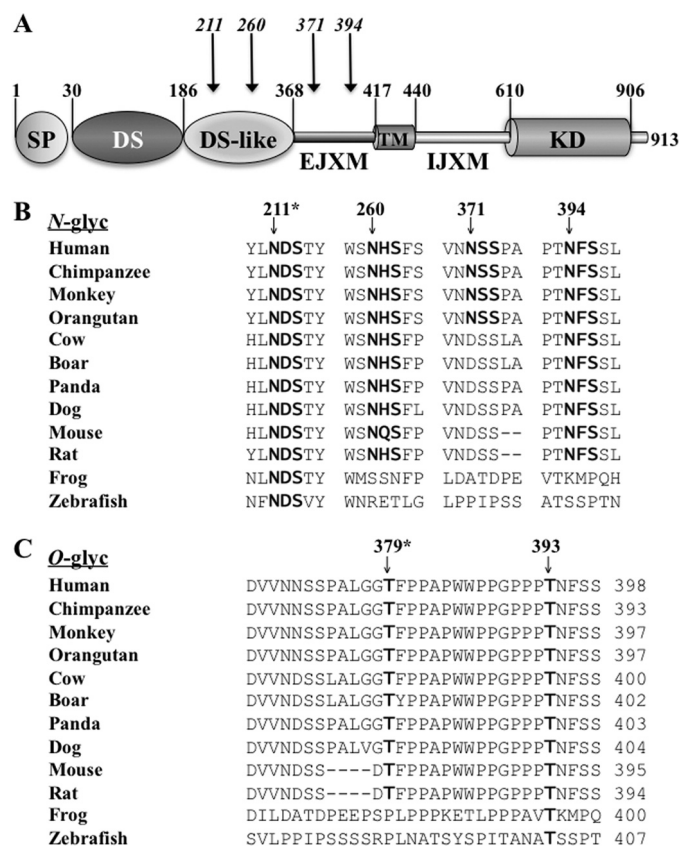 A
211 260 371 394
1 30 186 368 417 440 610 906
SP DS DS-like TM KD 913
EJXM IJXM
B N-glyc
211* 260 371 394
Human YLNDSTY WSNHSFS VNNSSPA PTNFSSL
Chimpanzee YLNDSTY WSNHSFS VNNSSPA PTNFSSL
Monkey YLNDSTY WSNHSFS VNNSSPA PTNFSSL
Orangutan YLNDSTY WSNHSFS VNNSSPA PTNFSSL
Cow HLNDSTY WSNHSFP VNDSSLA PTNFSSL
Boar HLNDSTY WSNHSFP VNDSSLA PTNFSSL
Panda HLNDSTY WSNHSFP VNDSSPA PTNFSSL
Dog HLNDSTY WSNHSFL VNDSSPA PTNFSSL
Mouse HLNDSTY WSNQSFP VNDSS-- PTNFSSL
Rat YLNDSTY WSNHSFP VNDSS-- PTNFSSL
Frog NLNDSTY WMSSNFP LDATDPE VTKMPQH
Zebrafish NFNDSVY WNRETLG LPPIPSS ATSSPTN
C O-glyc
379* 393
Human DVVNNSSPALGGTFPPAPWWPPGPPPTNFSS 398
Chimpanzee DVVNNSSPALGGTFPPAPWWPPGPPPTNFSS 393
Monkey DVVNNSSPALGGTFPPAPWWPPGPPPTNFSS 397
Orangutan DVVNNSSPALGGTFPPAPWWPPGPPPTNFSS 397
Cow DVVNDSSLALGGTFPPAPWWPPGPPPTNFSS 400
Boar DVVNDSSLALGGTYPPAPWWPPGPPPTNFSS 402
Panda DVVNDSSPALGGTFPPAPWWPPGPPPTNFSS 403
Dog DVVNDSSPALVGTFPPAPWWPPGPPPTNFSS 404
Mouse DVVNDSS----DTFPPAPWWPPGPPPTNFSS 395
Rat DVVNDSS----DTFPPAPWWPPGPPPTNFSS 394
Frog DILDATDPEEPSPLPPPKETLPPPAVTKMPQ 400
Zebrafish SVLPPIPSSSSRPLNATSYSPITANATSSPT 407